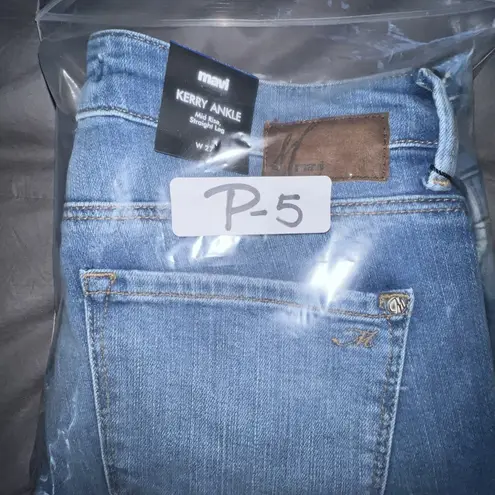 mavi
KERRY ANKLE
Mid Rise,
Straight Leg
P-5
M